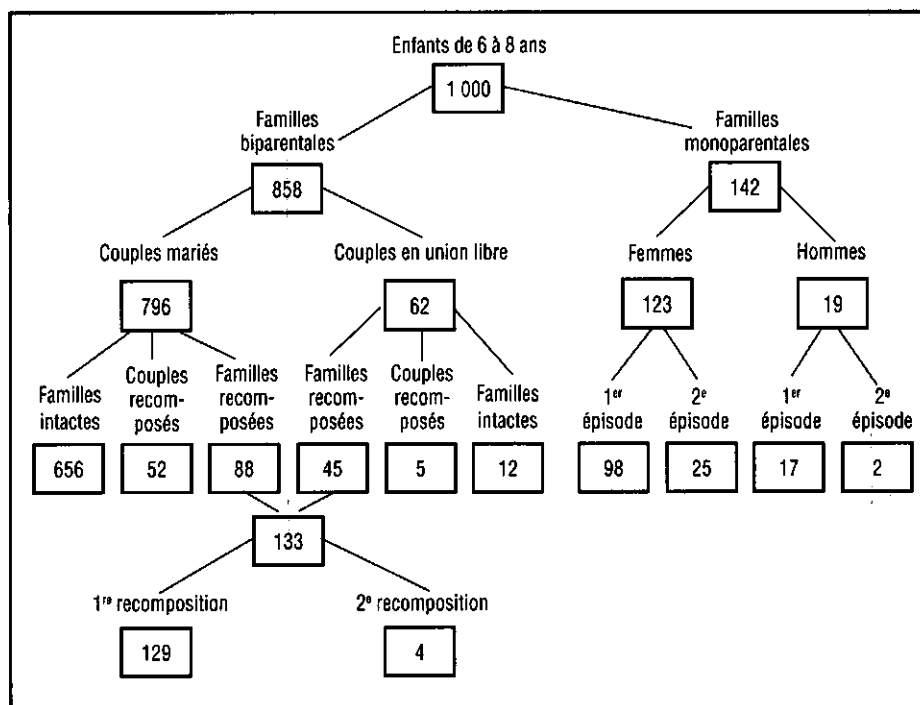 Enfants de 6 à 8 ans
1 000
Familles
biparentales
858
Familles
monoparentales
142
Couples mariés
796
Couples en union libre
62
Femmes
123
Hommes
19
Familles
intactes
656
Couples
recom-
posés
52
Familles
recom-
posées
88
Familles
recom-
posées
45
Couples
recom-
posés
5
Familles
intactes
12
1er
épisode
98
2e
épisode
25
1er
épisode
17
2e
épisode
2
133
1re recomposition
129
2e recomposition
4